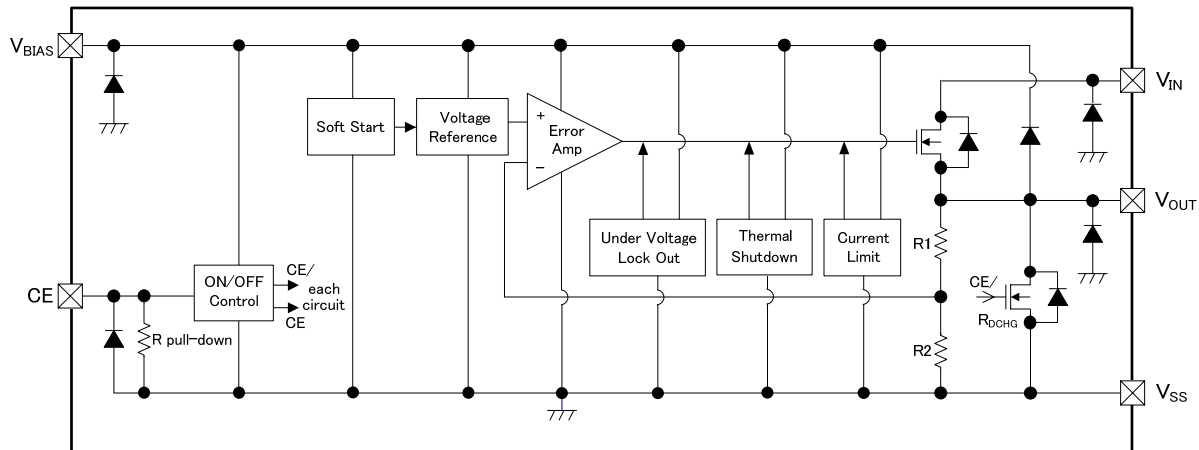 VBIAS
VIN
Soft Start
Voltage
Reference
+
Error
Amp
−
VOUT
Under Voltage
Lock Out
Thermal
Shutdown
Current
Limit
R1
CE
ON/OFF
Control
CE/
each
circuit
CE
CE/
RDCHG
R pull-down
R2
VSS